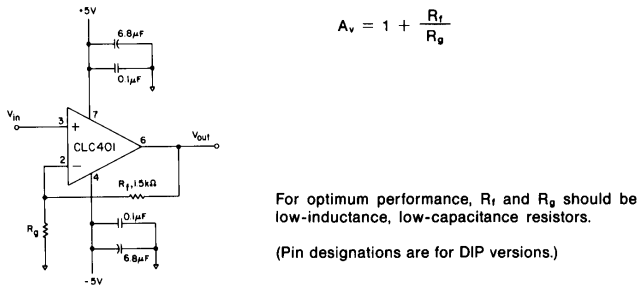 +5V
6.8μF
0.1μF
Vin
3
+
7
CLC401
6
Vout
2
−
4
Rf, 1.5kΩ
Rg
0.1μF
6.8μF
-5V
Av = 1 + Rf / Rg
For optimum performance, Rf and Rg should be
low-inductance, low-capacitance resistors.
(Pin designations are for DIP versions.)